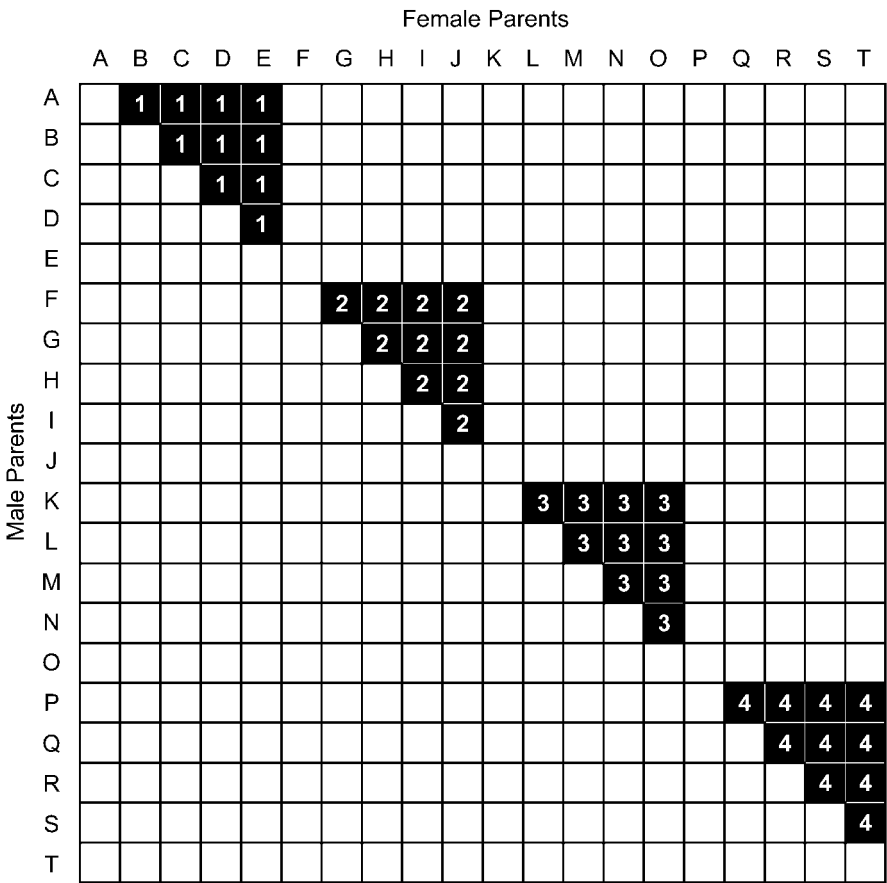 Female Parents
A B C D E F G H I J K L M N O P Q R S T
A 1 1 1 1
B 1 1 1
C 1 1
D 1
E
F 2 2 2 2
G 2 2 2
H 2 2
I 2
J
K 3 3 3 3
L 3 3 3
M 3 3
N 3
O
P 4 4 4 4
Q 4 4 4
R 4 4
S 4
T
Male Parents